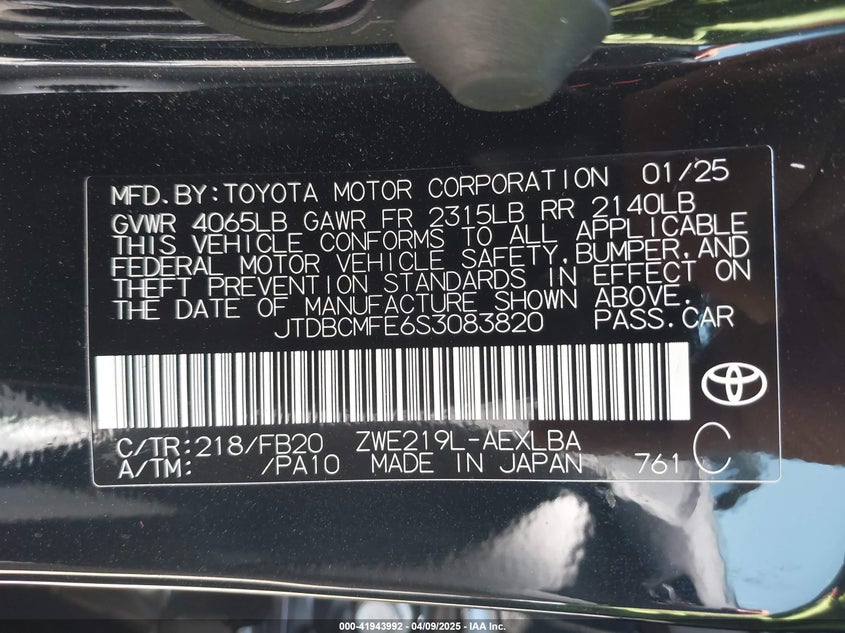 MFD.BY:TOYOTA MOTOR CORPORATION 01/25
GVWR 4065LB GAWR FR 2315LB RR 2140LB
THIS VEHICLE CONFORMS TO ALL APPLICABLE
FEDERAL MOTOR VEHICLE SAFETY,BUMPER,AND
THEFT PREVENTION STANDARDS IN EFFECT ON
THE DATE OF MANUFACTURE SHOWN ABOVE.
JTDBCMFE6S3083820 PASS.CAR
C/TR:218/FB20 ZWE219L-AEXLBA
A/TM: /PA10 MADE IN JAPAN 761 C
000-41943992 - 04/09/2025 - IAA Inc.